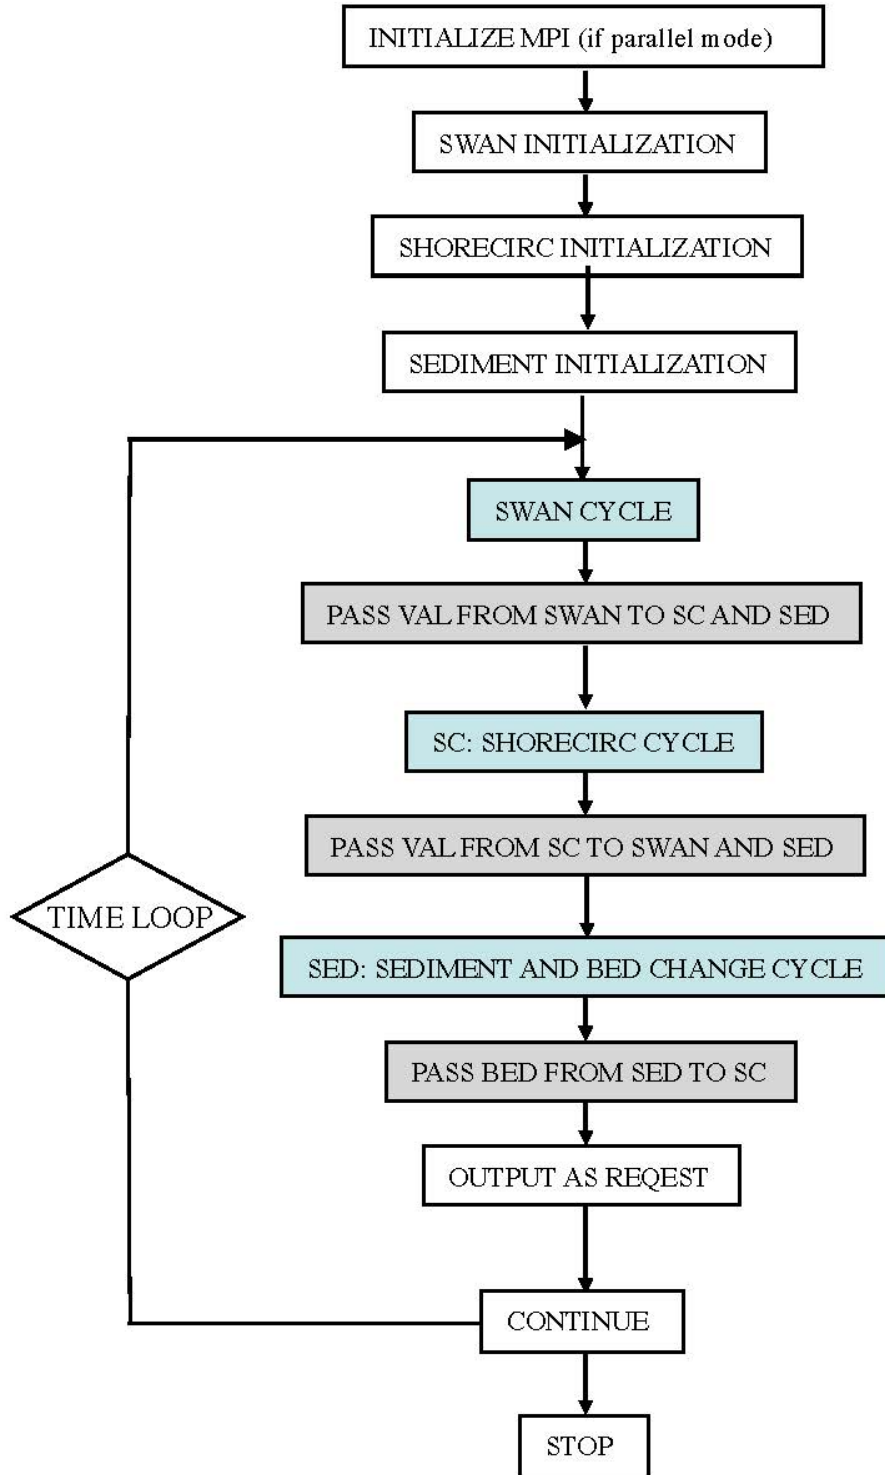 INITIALIZE MPI (if parallel mode)
SWAN INITIALIZATION
SHORECIRC INITIALIZATION
SEDIMENT INITIALIZATION
SWAN CYCLE
PASS VAL FROM SWAN TO SC AND SED
SC: SHORECIRC CYCLE
PASS VAL FROM SC TO SWAN AND SED
TIME LOOP
SED: SEDIMENT AND BED CHANGE CYCLE
PASS BED FROM SED TO SC
OUTPUT AS REQEST
CONTINUE
STOP